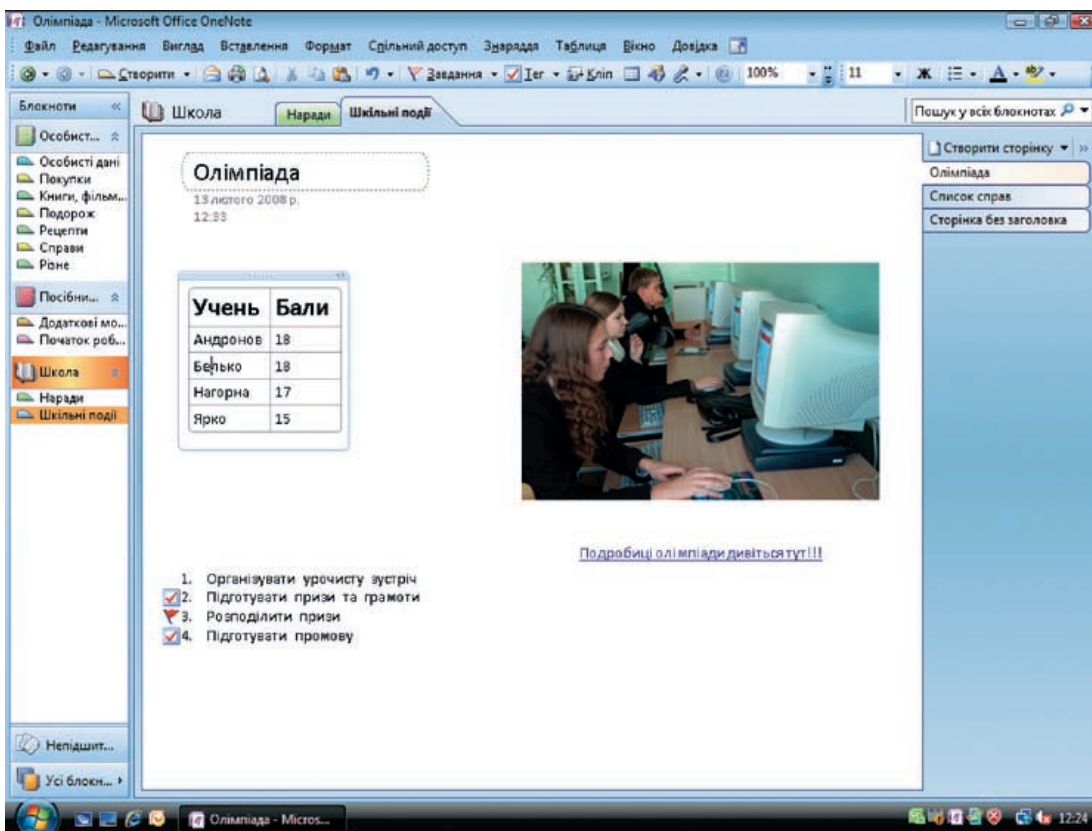 Олімпіада - Microsoft Office OneNote
Файл Редагування Вигляд Вставлення Формат Спільний доступ Знаряддя Таблиця Вікно Довідка
Створити Завдання Тег Кліп 100% 11 Ж
Блокноти «
Школа Наради Шкільні події
Пошук у всіх блокнотах
Особист...
Особисті дані
Покупки
Книги, фільм...
Подорож
Рецепти
Справи
Різне
Посібни...
Додаткові мо...
Початок роб...
Школа
Наради
Шкільні події
Непідшит...
Усі блокн...
Олімпіада
13 лютого 2008 р.
12:33
Учень Бали
Андронов 18
Белько 18
Нагорна 17
Ярко 15
Подробиці олімпіади дивіться тут!!!
1. Організувати урочисту зустріч
2. Підготувати призи та грамоти
3. Розподілити призи
4. Підготувати промову
Створити сторінку »
Олімпіада
Список справ
Сторінка без заголовка
Олімпіада - Micros...
12:24